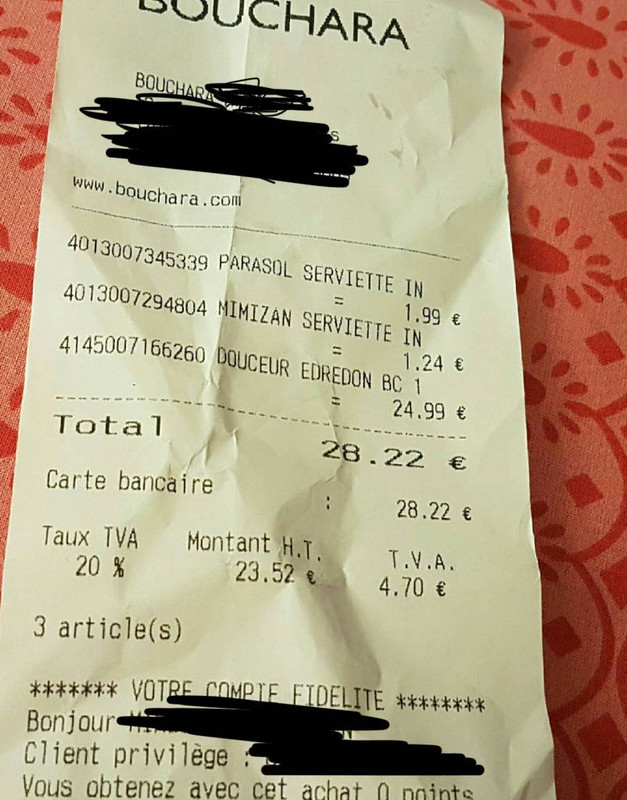 BOUCHARA
BOUCHARA
www.bouchara.com
4013007345339 PARASOL SERVIETTE IN
= 1.99 €
4013007294804 MIMIZAN SERVIETTE IN
= 1.24 €
4145007166260 DOUCEUR EDREDON BC 1
= 24.99 €
Total
28.22 €
Carte bancaire
: 28.22 €
Taux TVA Montant H.T. T.V.A.
20 % 23.52 € 4.70 €
3 article(s)
******* VOTRE COMPTE FIDELITE ********
Bonjour
Client privilège :
Vous obtenez avec cet achat 0 points